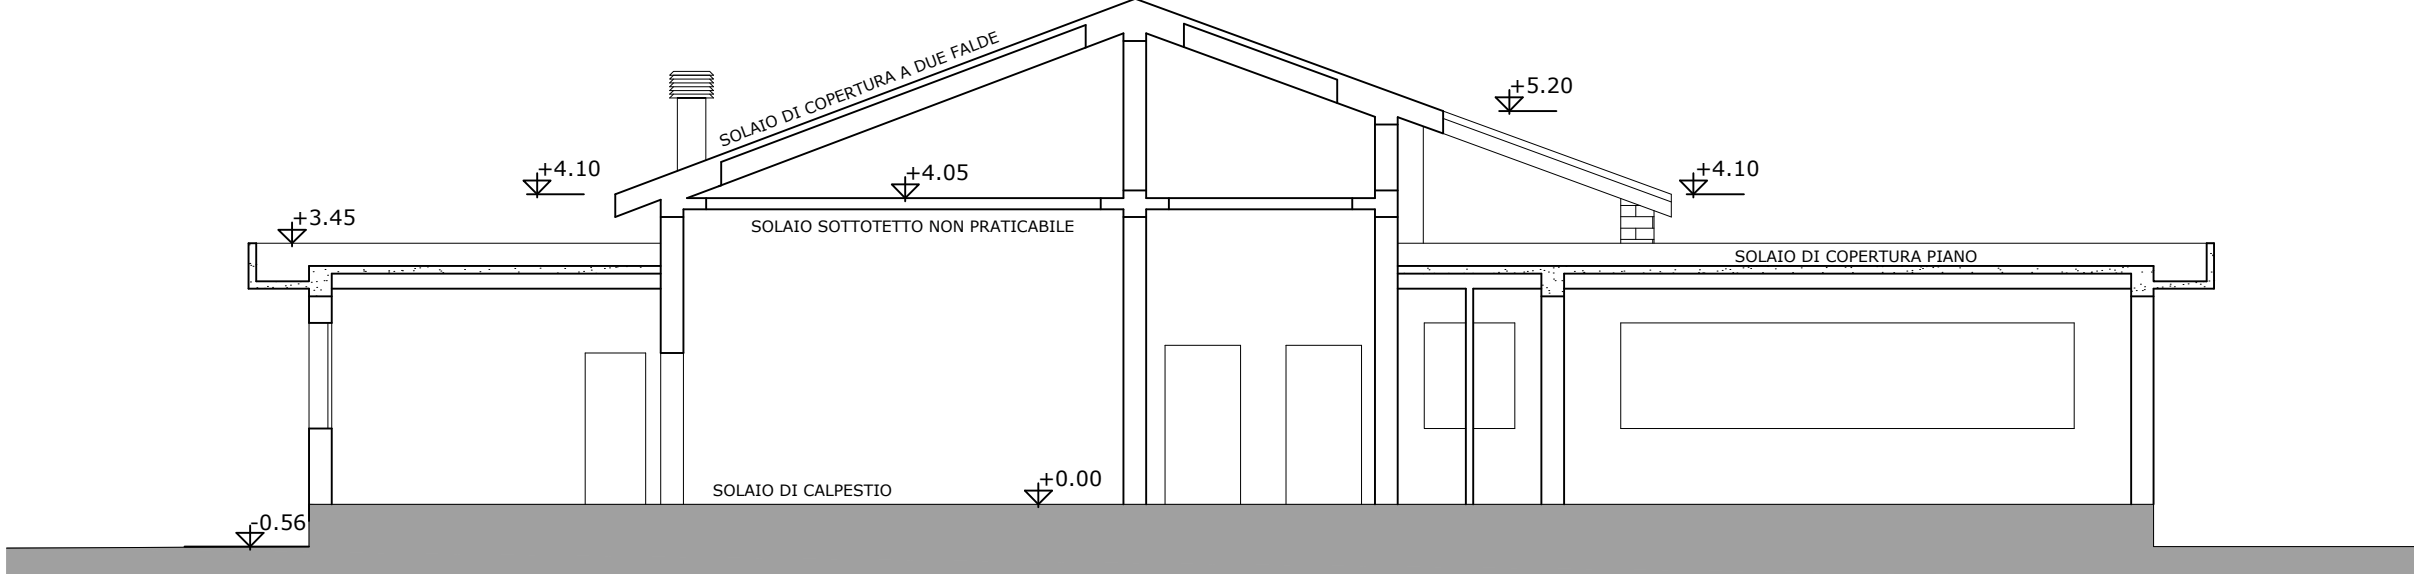 SOLAIO DI COPERTURA A DUE FALDE
+5.20
+4.10
+4.05
+4.10
+3.45
SOLAIO SOTTOTETTO NON PRATICABILE
SOLAIO DI COPERTURA PIANO
SOLAIO DI CALPESTIO
+0.00
-0.56